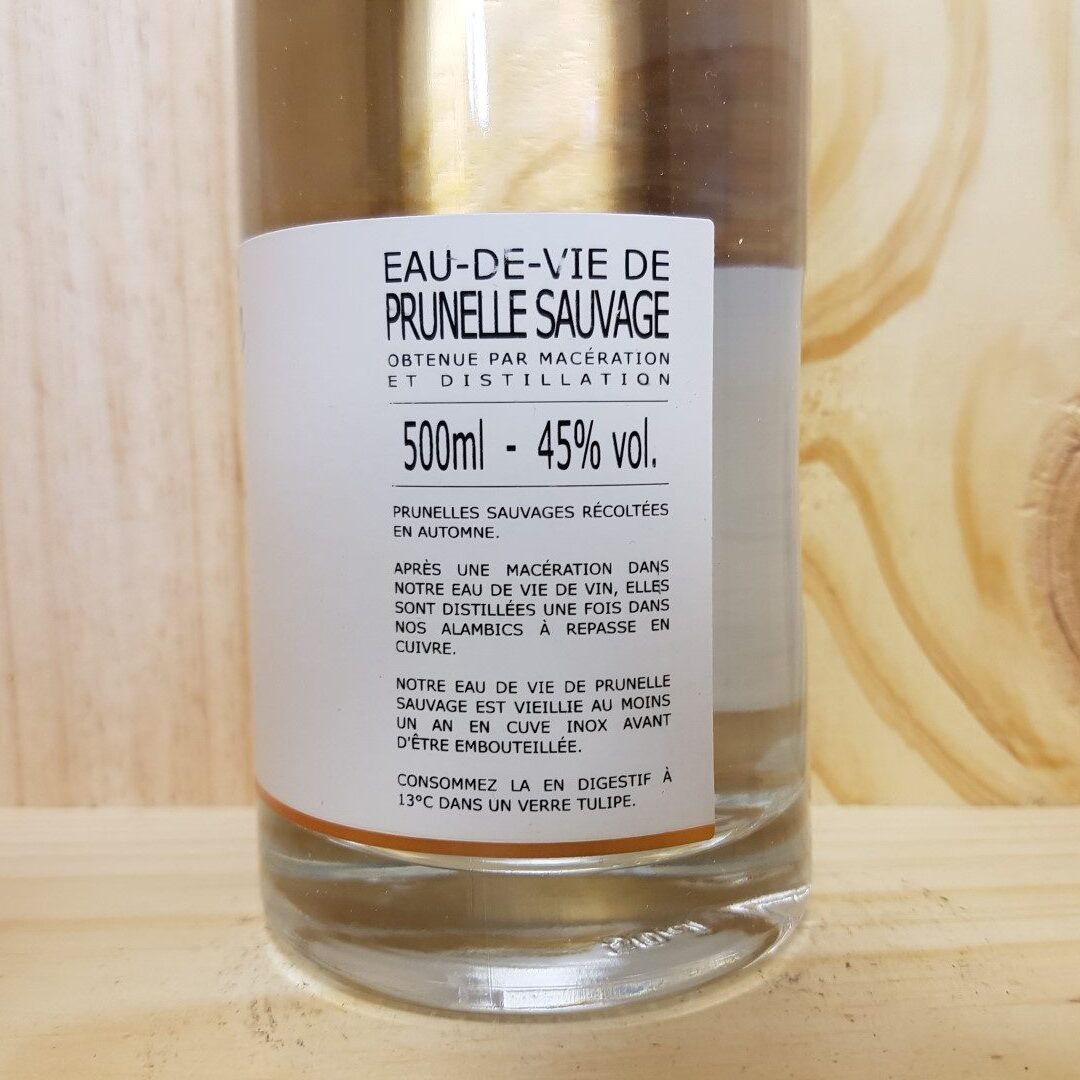 EAU-DE-VIE DE
PRUNELLE SAUVAGE
OBTENUE PAR MACÉRATION
ET DISTILLATION
500ml - 45% vol.
PRUNELLES SAUVAGES RÉCOLTÉES
EN AUTOMNE.
APRÈS UNE MACÉRATION DANS
NOTRE EAU DE VIE DE VIN, ELLES
SONT DISTILLÉES UNE FOIS DANS
NOS ALAMBICS À REPASSE EN
CUIVRE.
NOTRE EAU DE VIE DE PRUNELLE
SAUVAGE EST VIEILLIE AU MOINS
UN AN EN CUVE INOX AVANT
D'ÊTRE EMBOUTEILLÉE.
CONSOMMEZ LA EN DIGESTIF À
13°C DANS UN VERRE TULIPE.